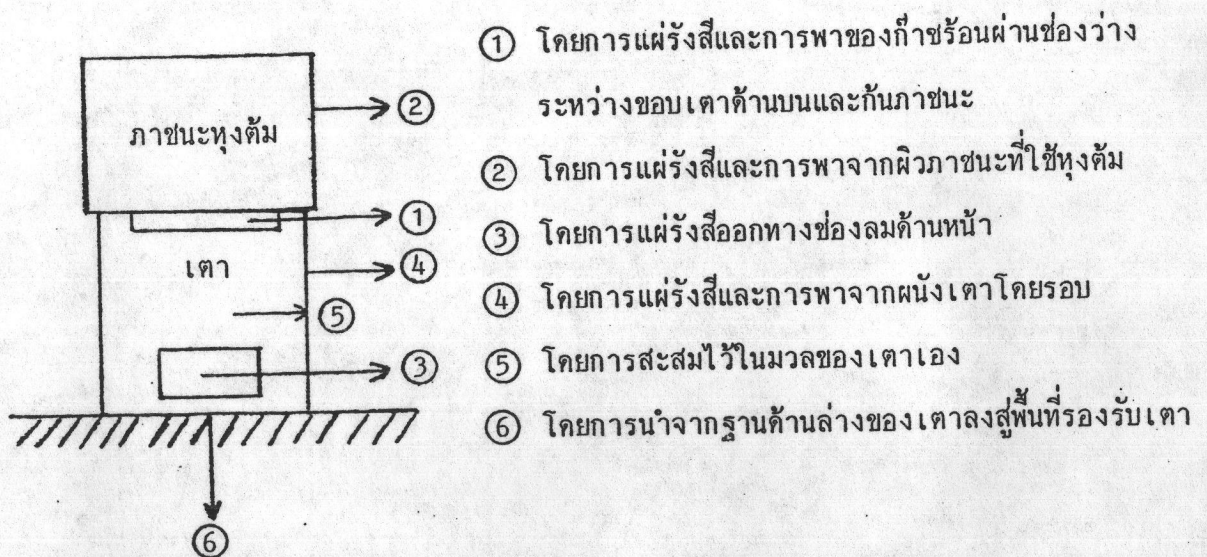 ① โดยการแผ่รังสีและการพาของก๊าซร้อนผ่านช่องว่าง
ระหว่างขอบเตาด้านบนและก้นภาชนะ
② โดยการแผ่รังสีและการพาจากผิวภาชนะที่ใช้หุงต้ม
③ โดยการแผ่รังสีออกทางช่องลมด้านหน้า
④ โดยการแผ่รังสีและการพาจากผนังเตาโดยรอบ
⑤ โดยการสะสมไว้ในมวลของเตาเอง
⑥ โดยการนำจากฐานด้านล่างของเตาลงสู่พื้นที่รองรับเตา
ภาชนะหุงต้ม
②
①
เตา
④
⑤
③
⑥